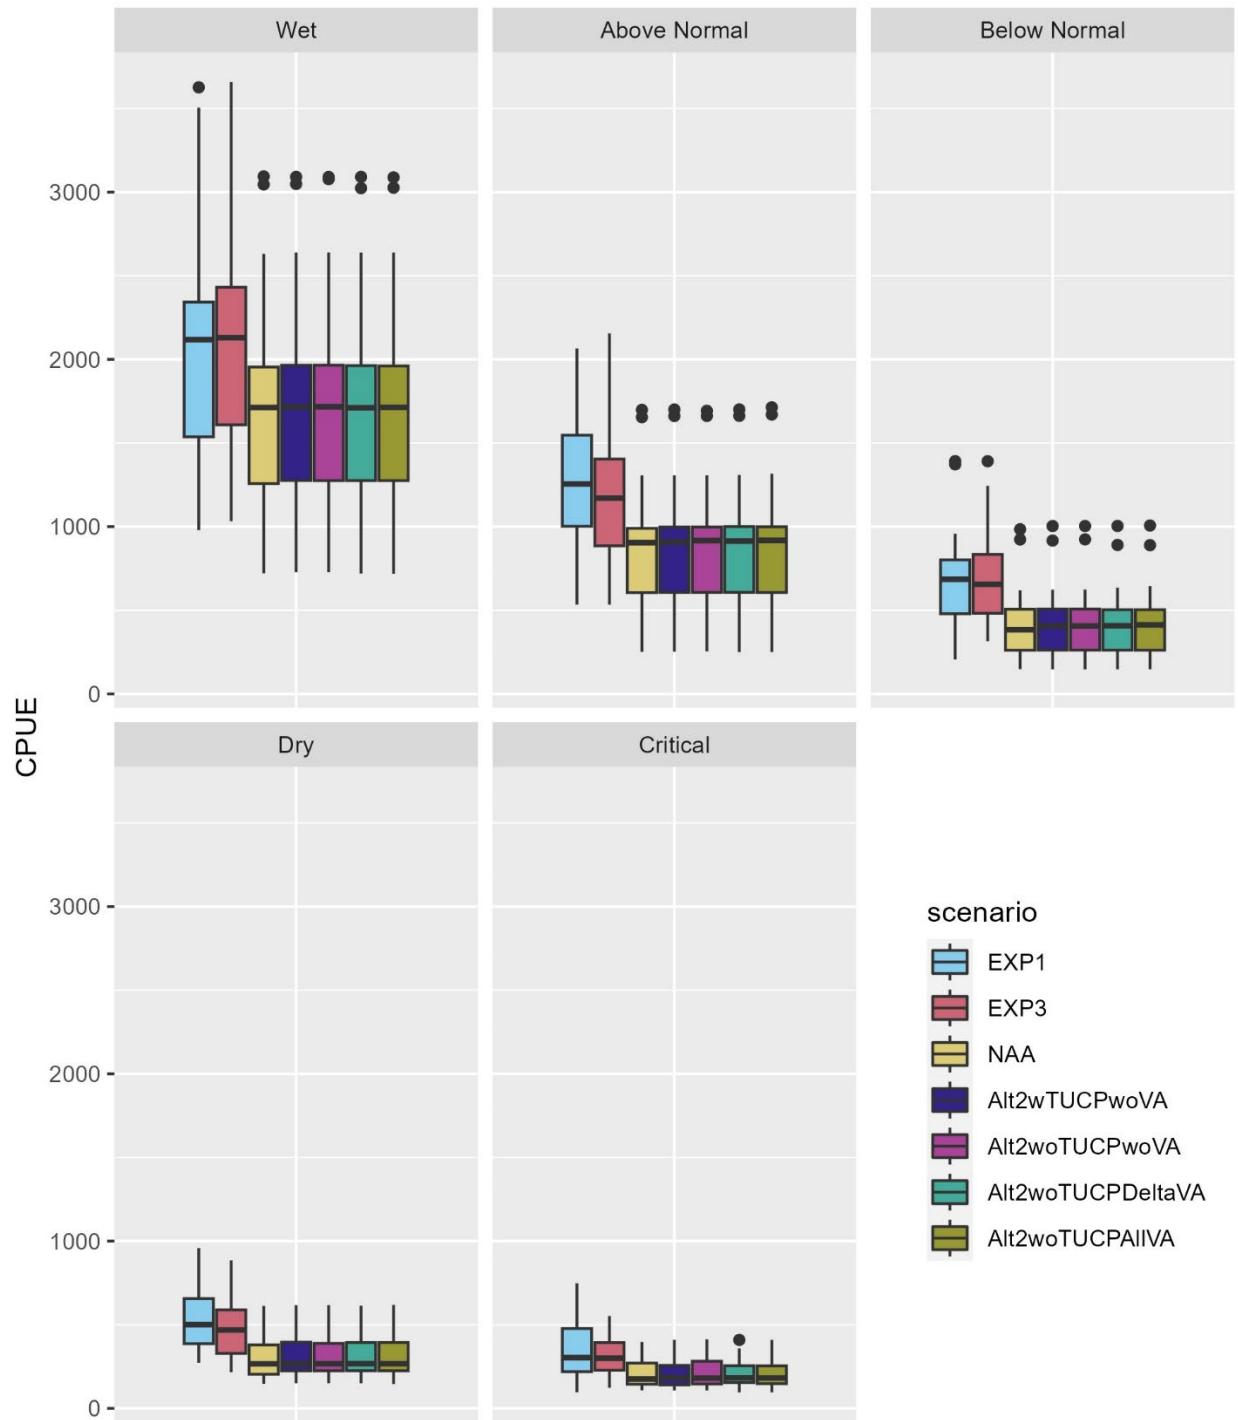 Wet
Above Normal
Below Normal
3000
2000
1000
0
CPUE
Dry
Critical
3000
2000
1000
0
scenario
EXP1
EXP3
NAA
Alt2wTUCPwoVA
Alt2woTUCPwoVA
Alt2woTUCPDeltaVA
Alt2woTUCPAllVA